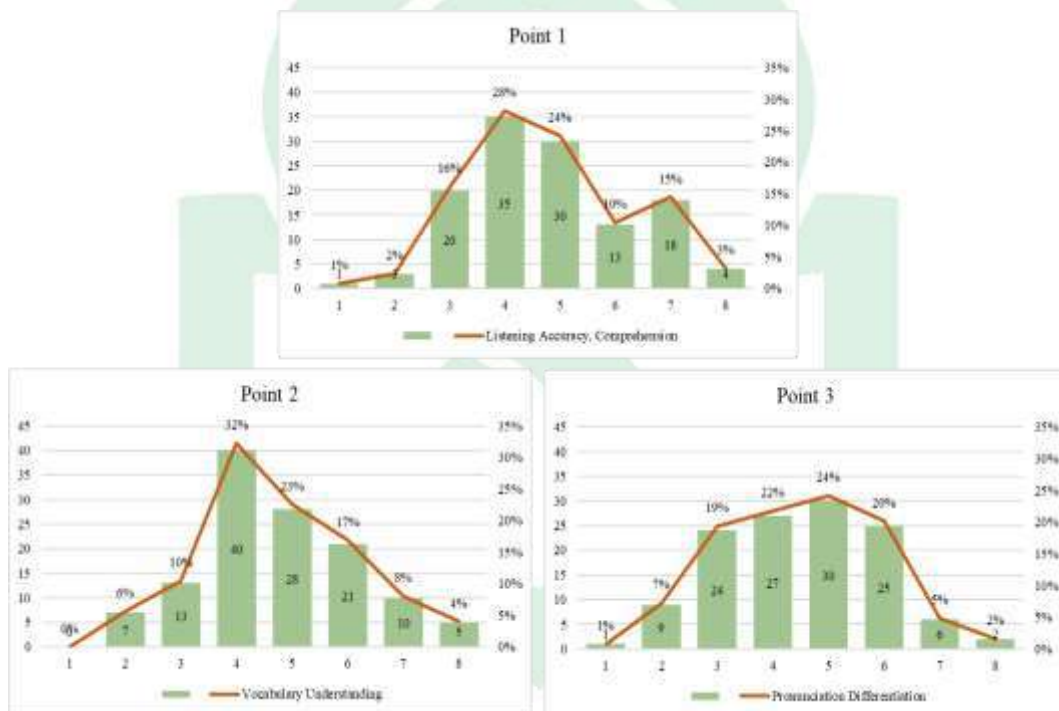 Point 1
45 35%
40 30%
35 25%
30 20%
25 15%
20 10%
15 5%
10 0%
5
0
1% 2% 16% 28% 24% 10% 15% 3%
1 3 20 35 30 13 18 4
1 2 3 4 5 6 7 8
Listening Accuracy, Comprehension
Point 2
45 35%
40 30%
35 25%
30 20%
25 15%
20 10%
15 5%
10 0%
5
0
0% 6% 10% 32% 23% 17% 8% 4%
0 7 13 40 28 21 10 5
1 2 3 4 5 6 7 8
Vocabulary Understanding
Point 3
45 35%
40 30%
35 25%
30 20%
25 15%
20 10%
15 5%
10 0%
5
0
1% 7% 19% 22% 24% 20% 5% 2%
1 9 24 27 30 25 6 2
1 2 3 4 5 6 7 8
Pronunciation Differentiation